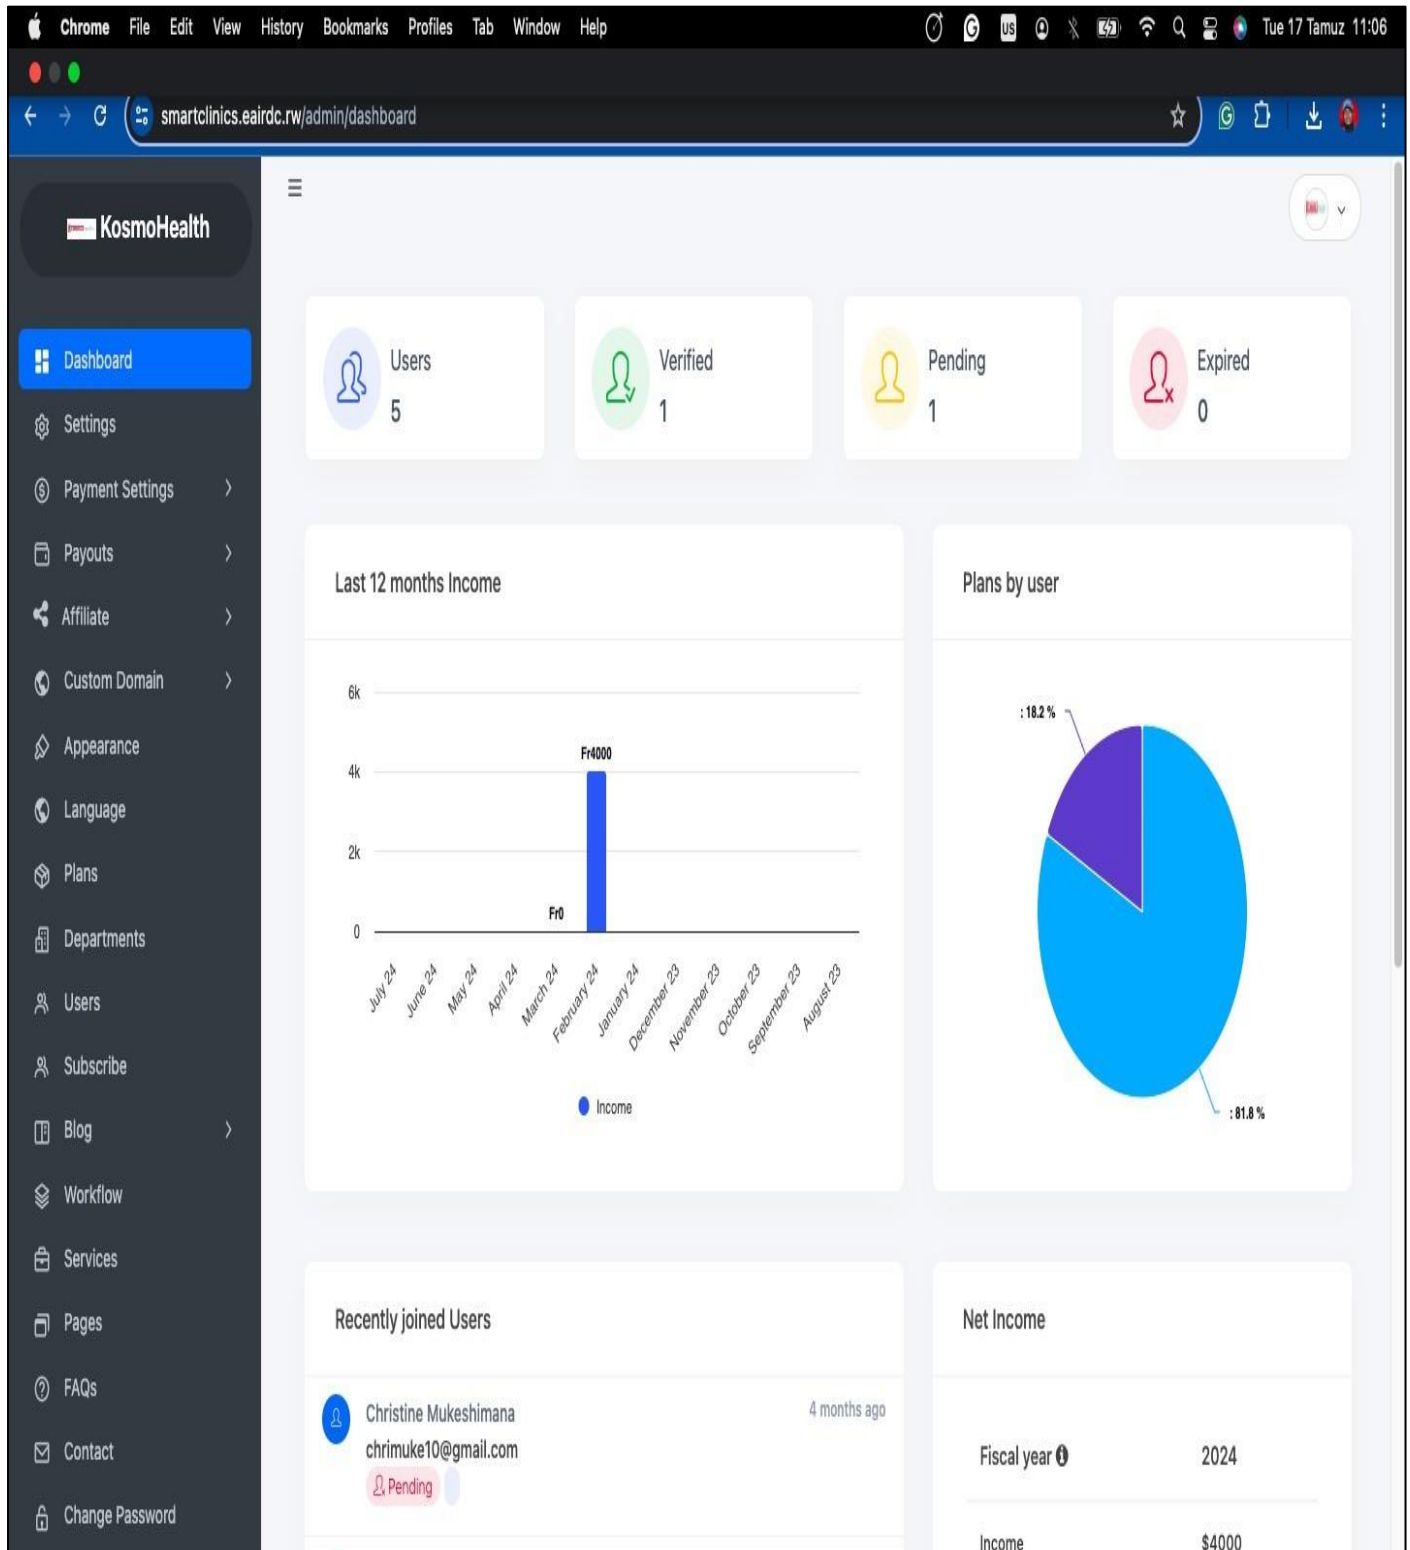 Chrome File Edit View History Bookmarks Profiles Tab Window Help US Tue 17 Tamuz 11:06
smartclinics.eairdc.rw/admin/dashboard
KosmoHealth
Dashboard
Settings
Payment Settings
Payouts
Affiliate
Custom Domain
Appearance
Language
Plans
Departments
Users
Subscribe
Blog
Workflow
Services
Pages
FAQs
Contact
Change Password
Users
5
Verified
1
Pending
1
Expired
0
Last 12 months Income
6k
4k
2k
0
Fr4000
Fr0
July 24
June 24
May 24
April 24
March 24
February 24
January 24
December 23
November 23
October 23
September 23
August 23
Income
Plans by user
: 18.2 %
: 81.8 %
Recently joined Users
Christine Mukeshimana 4 months ago
chrimuke10@gmail.com
Pending
Net Income
Fiscal year 2024
Income $4000